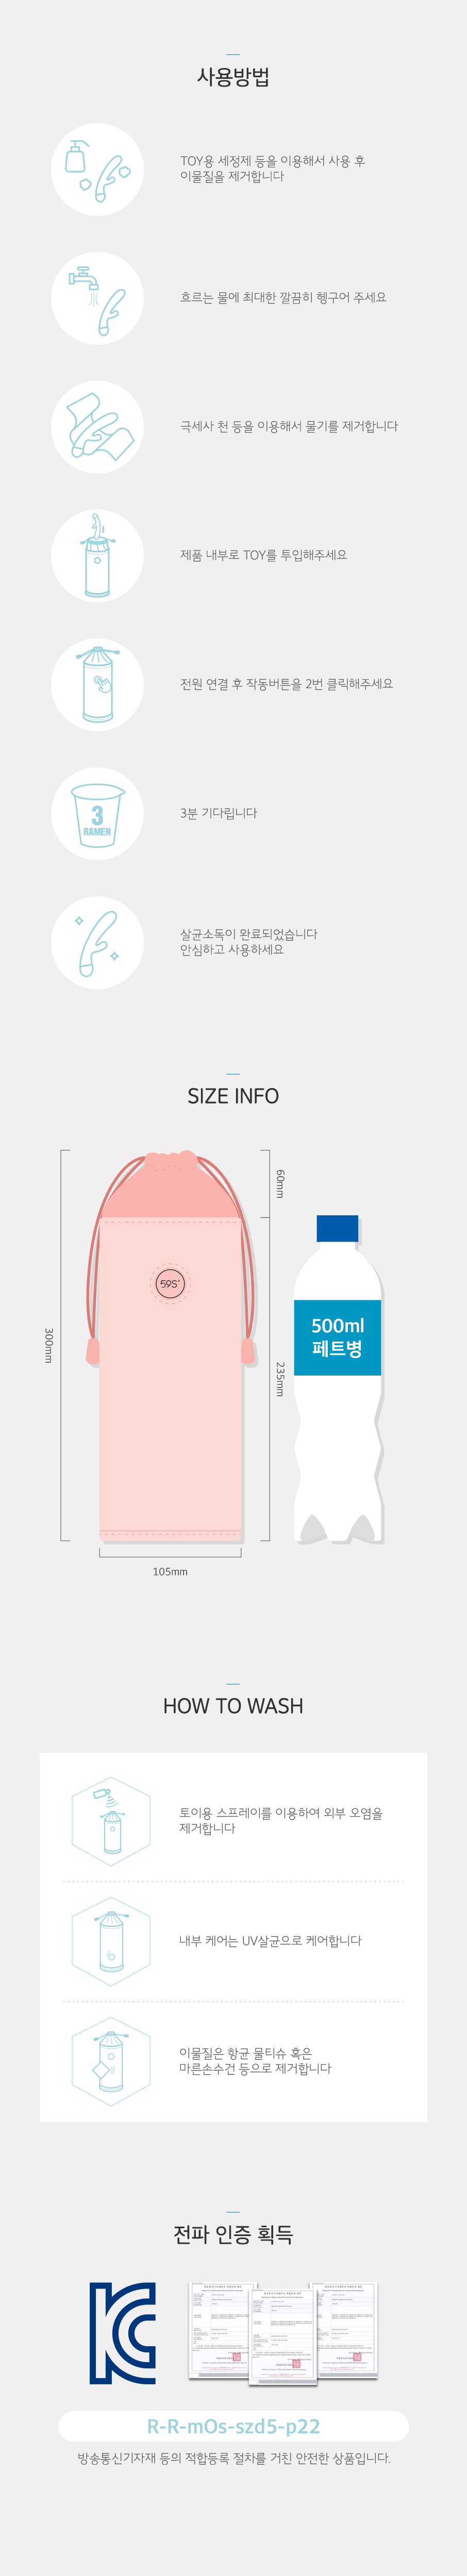 사용방법
TOY용 세정제 등을 이용해서 사용 후
이물질을 제거합니다
흐르는 물에 최대한 깔끔히 헹구어 주세요
극세사 천 등을 이용해서 물기를 제거합니다
제품 내부로 TOY를 투입해주세요
전원 연결 후 작동버튼을 2번 클릭해주세요
3
RAMEN
3분 기다립니다
살균소독이 완료되었습니다
안심하고 사용하세요
SIZE INFO
60mm
59S
500ml
페트병
300mm
235mm
105mm
HOW TO WASH
토이용 스프레이를 이용하여 외부 오염을
제거합니다
내부 케어는 UV살균으로 케어합니다
이물질은 항균 물티슈 혹은
마른손수건 등으로 제거합니다
전파 인증 획득
R-R-mOs-szd5-p22
방송통신기자재 등의 적합등록 절차를 거친 안전한 상품입니다.